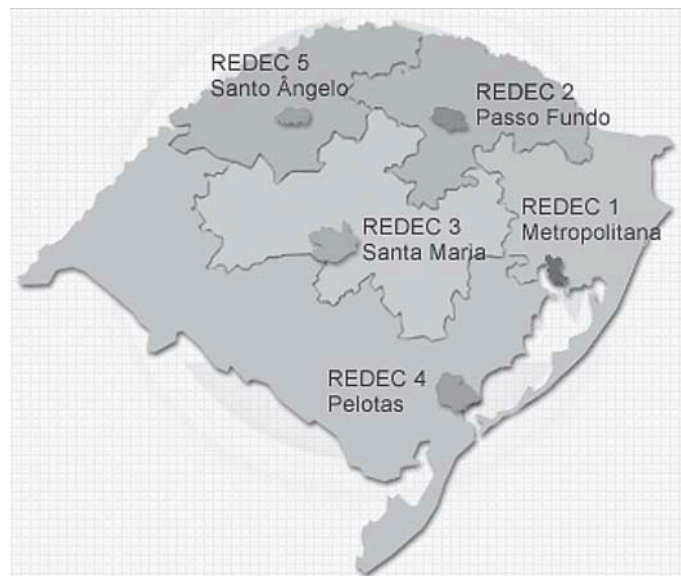 REDEC 5
Santo Ângelo
REDEC 2
Passo Fundo
REDEC 1
Metropolitana
REDEC 3
Santa Maria
REDEC 4
Pelotas